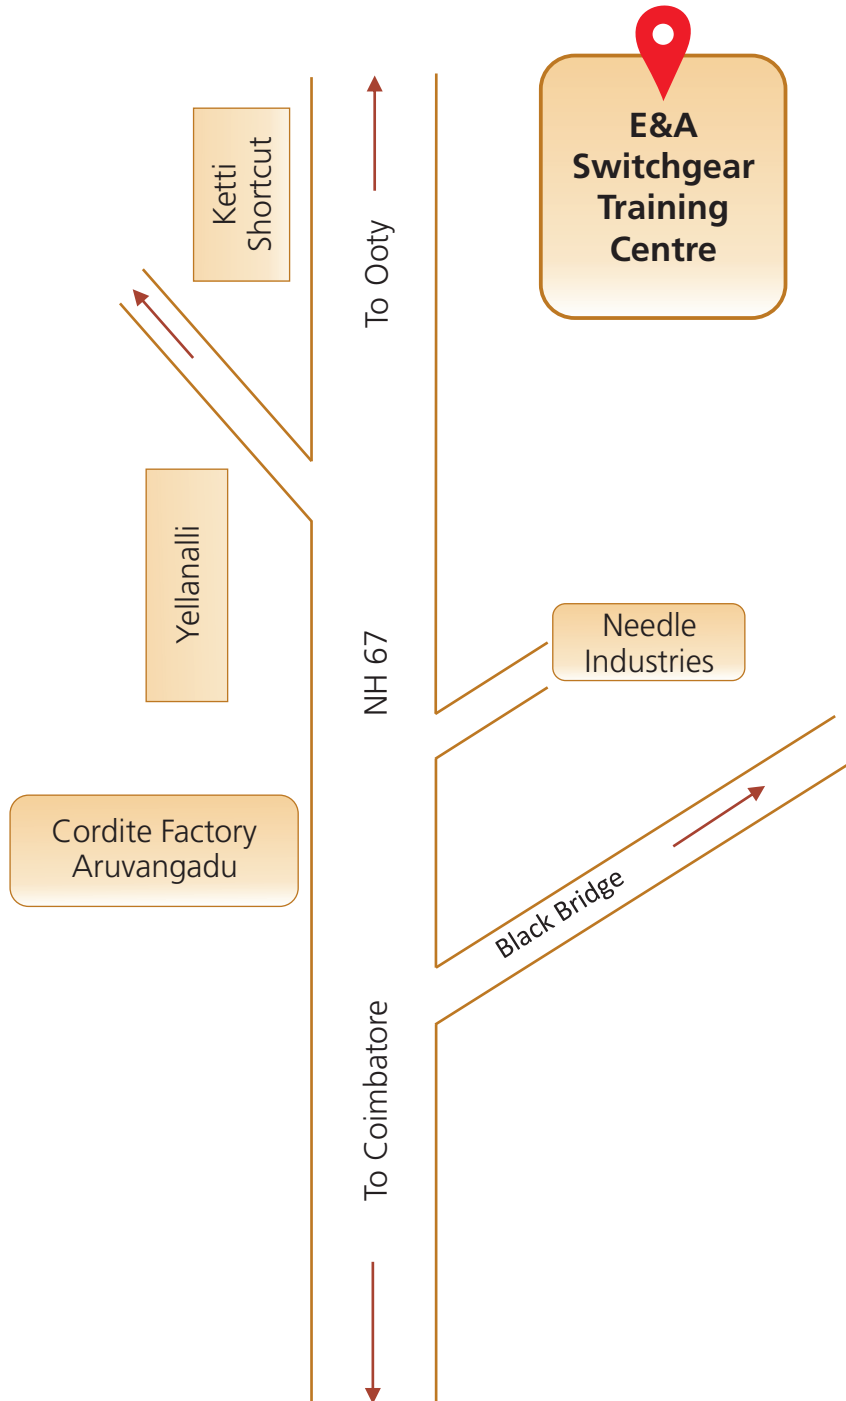 E&A
Switchgear
Training
Centre
Ketti
Shortcut
To Ooty
Yellanalli
NH 67
Needle
Industries
Cordite Factory
Aruvangadu
Black Bridge
To Coimbatore